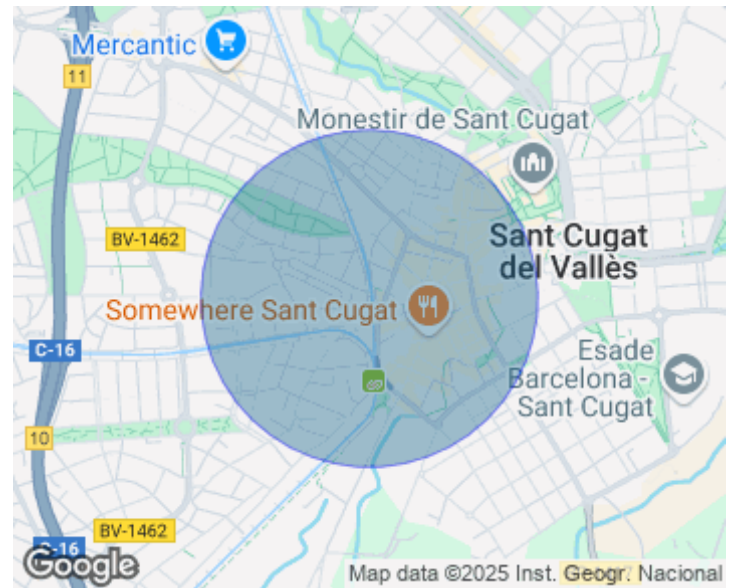 Mercantic
11
Monestir de Sant Cugat
BV-1462
Sant Cugat
del Vallès
Somewhere Sant Cugat
C-16
Esade
Barcelona -
Sant Cugat
10
BV-1462
C-16
Google
Map data ©2025 Inst. Geogr. Nacional